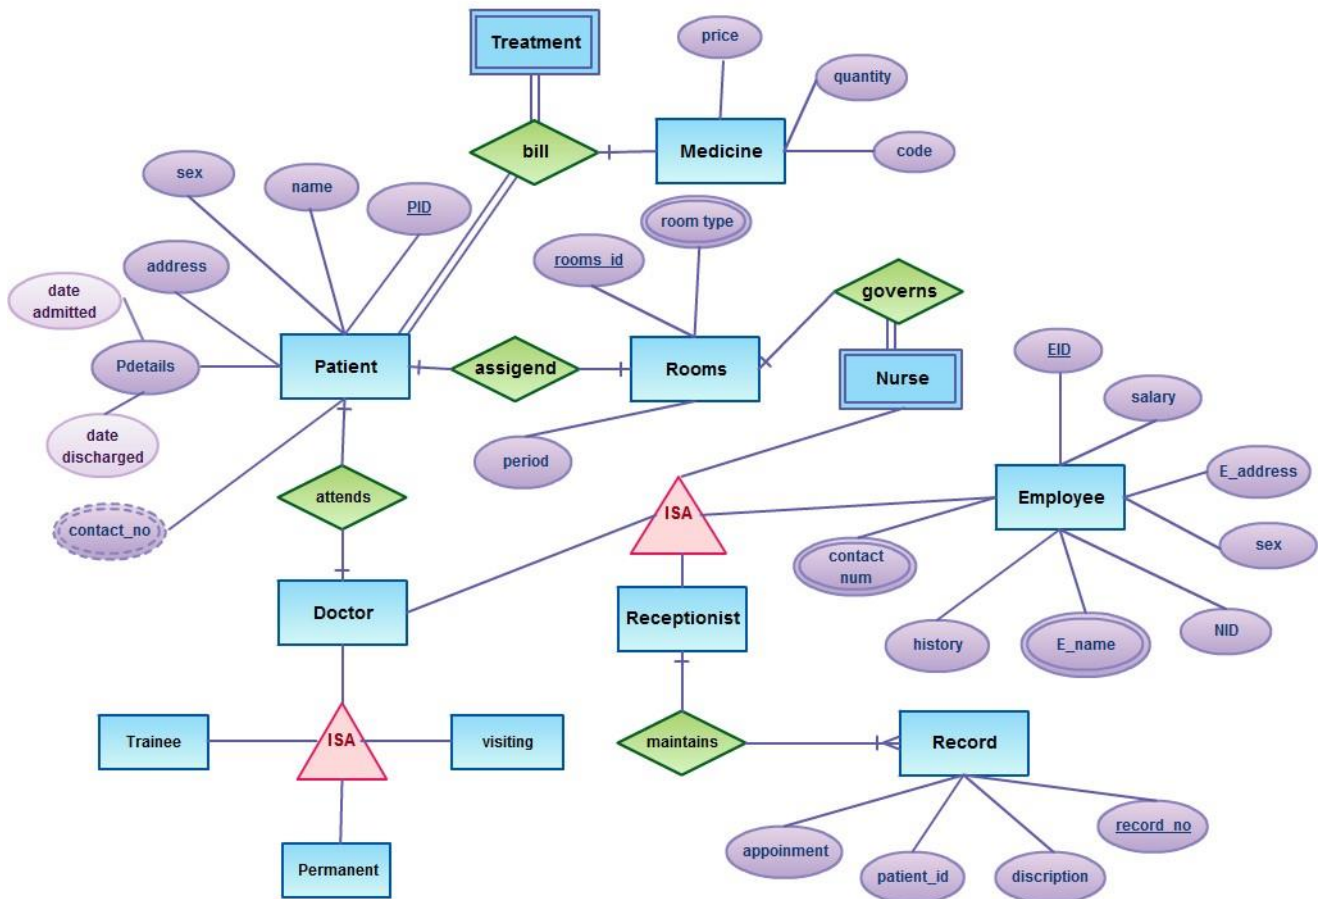 Treatment
price
quantity
bill
Medicine
code
sex
name
PID
room type
address
rooms_id
date
admitted
governs
Pdetails
Patient
assigend
Rooms
Nurse
EID
salary
date
discharged
period
E_address
attends
Employee
ISA
contact_no
contact
num
sex
Doctor
Receptionist
history
E_name
NID
Trainee
ISA
visiting
maintains
Record
record_no
appoinment
Permanent
patient_id
discription